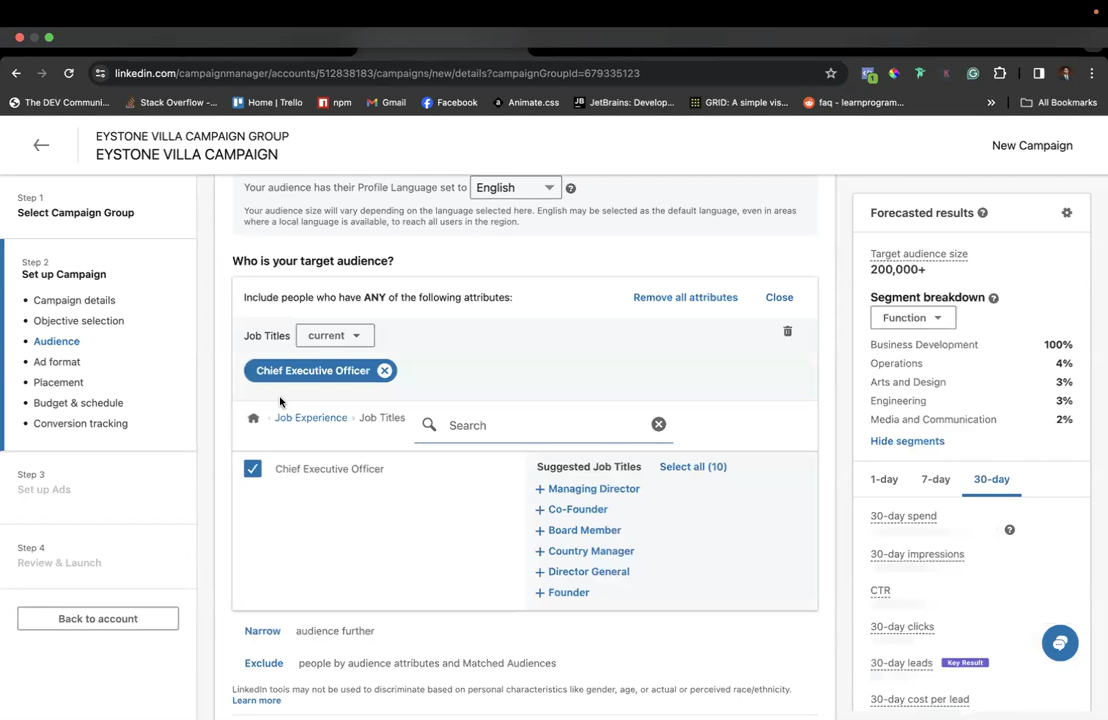 linkedin.com/campaignmanager/accounts/512838183/campaigns/new/details?campaignGroupId=679335123
The DEV Communi... Stack Overflow -... Home | Trello npm Gmail Facebook Animate.css JetBrains: Develop... GRID: A simple vis... faq - learnprogram... » All Bookmarks
EYSTONE VILLA CAMPAIGN GROUP
EYSTONE VILLA CAMPAIGN
New Campaign
Step 1
Select Campaign Group
Step 2
Set up Campaign
• Campaign details
• Objective selection
• Audience
• Ad format
• Placement
• Budget & schedule
• Conversion tracking
Step 3
Set up Ads
Step 4
Review & Launch
Back to account
Your audience has their Profile Language set to English
Your audience size will vary depending on the language selected here. English may be selected as the default language, even in areas
where a local language is available, to reach all users in the region.
Who is your target audience?
Include people who have ANY of the following attributes: Remove all attributes Close
Job Titles current
Chief Executive Officer
Job Experience › Job Titles Search
Chief Executive Officer
Suggested Job Titles Select all (10)
+ Managing Director
+ Co-Founder
+ Board Member
+ Country Manager
+ Director General
+ Founder
Narrow audience further
Exclude people by audience attributes and Matched Audiences
LinkedIn tools may not be used to discriminate based on personal characteristics like gender, age, or actual or perceived race/ethnicity.
Learn more
Forecasted results
Target audience size
200,000+
Segment breakdown
Function
Business Development 100%
Operations 4%
Arts and Design 3%
Engineering 3%
Media and Communication 2%
Hide segments
1-day 7-day 30-day
30-day spend
30-day impressions
CTR
30-day clicks
30-day leads Key Result
30-day cost per lead